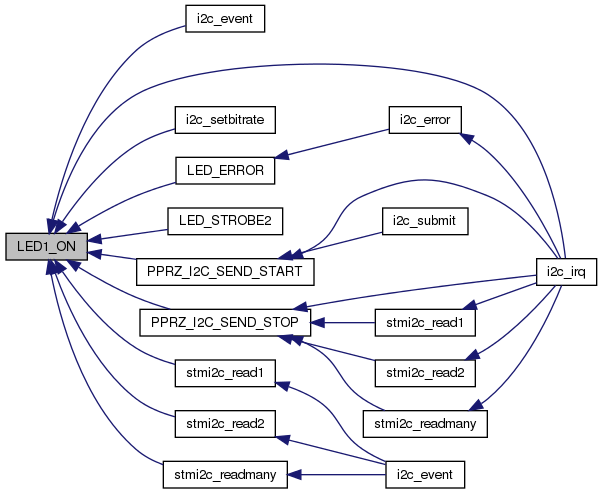 i2c_event
i2c_setbitrate
i2c_error
LED_ERROR
LED_STROBE2
i2c_submit
LED1_ON
PPRZ_I2C_SEND_START
i2c_irq
PPRZ_I2C_SEND_STOP
stmi2c_read1
stmi2c_read1
stmi2c_read2
stmi2c_read2
stmi2c_readmany
stmi2c_readmany
i2c_event